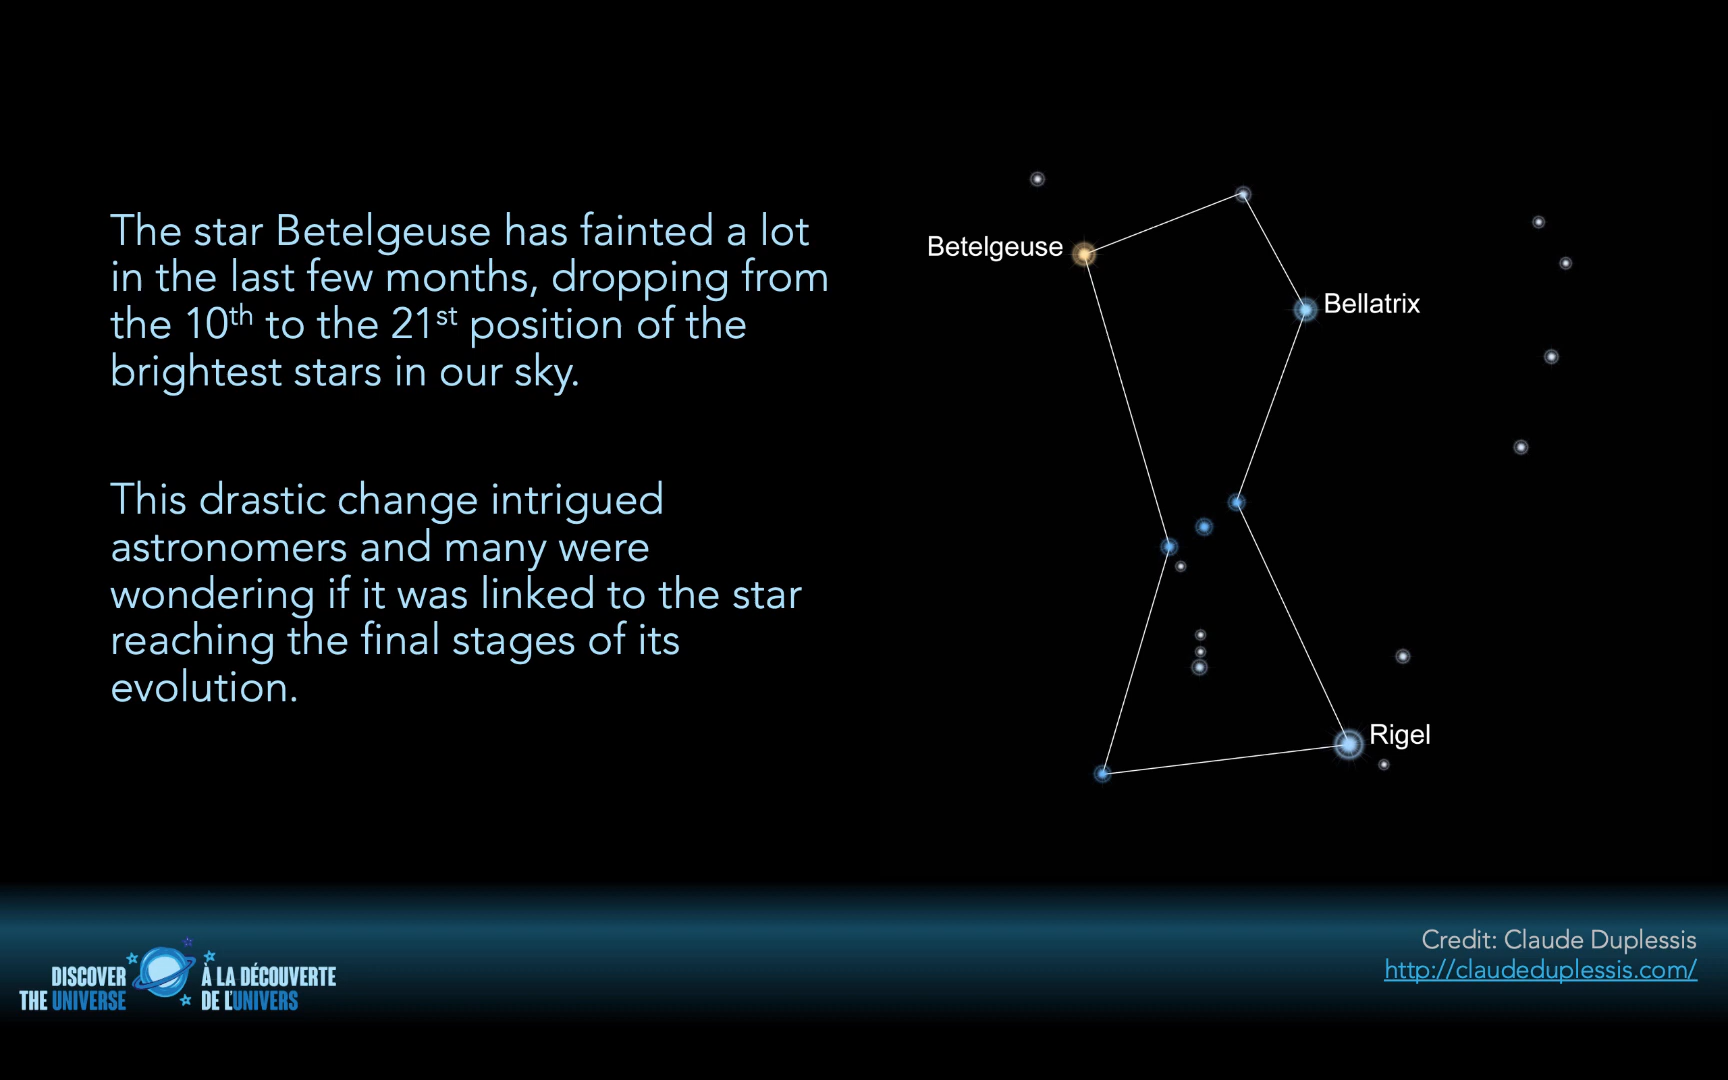 The star Betelgeuse has fainted a lot
in the last few months, dropping from
the 10th to the 21st position of the
brightest stars in our sky.
This drastic change intrigued
astronomers and many were
wondering if it was linked to the star
reaching the final stages of its
evolution.
Betelgeuse
Bellatrix
Rigel
DISCOVER
THE UNIVERSE
À LA DÉCOUVERTE
DE L'UNIVERS
Credit: Claude Duplessis
http://claudeduplessis.com/